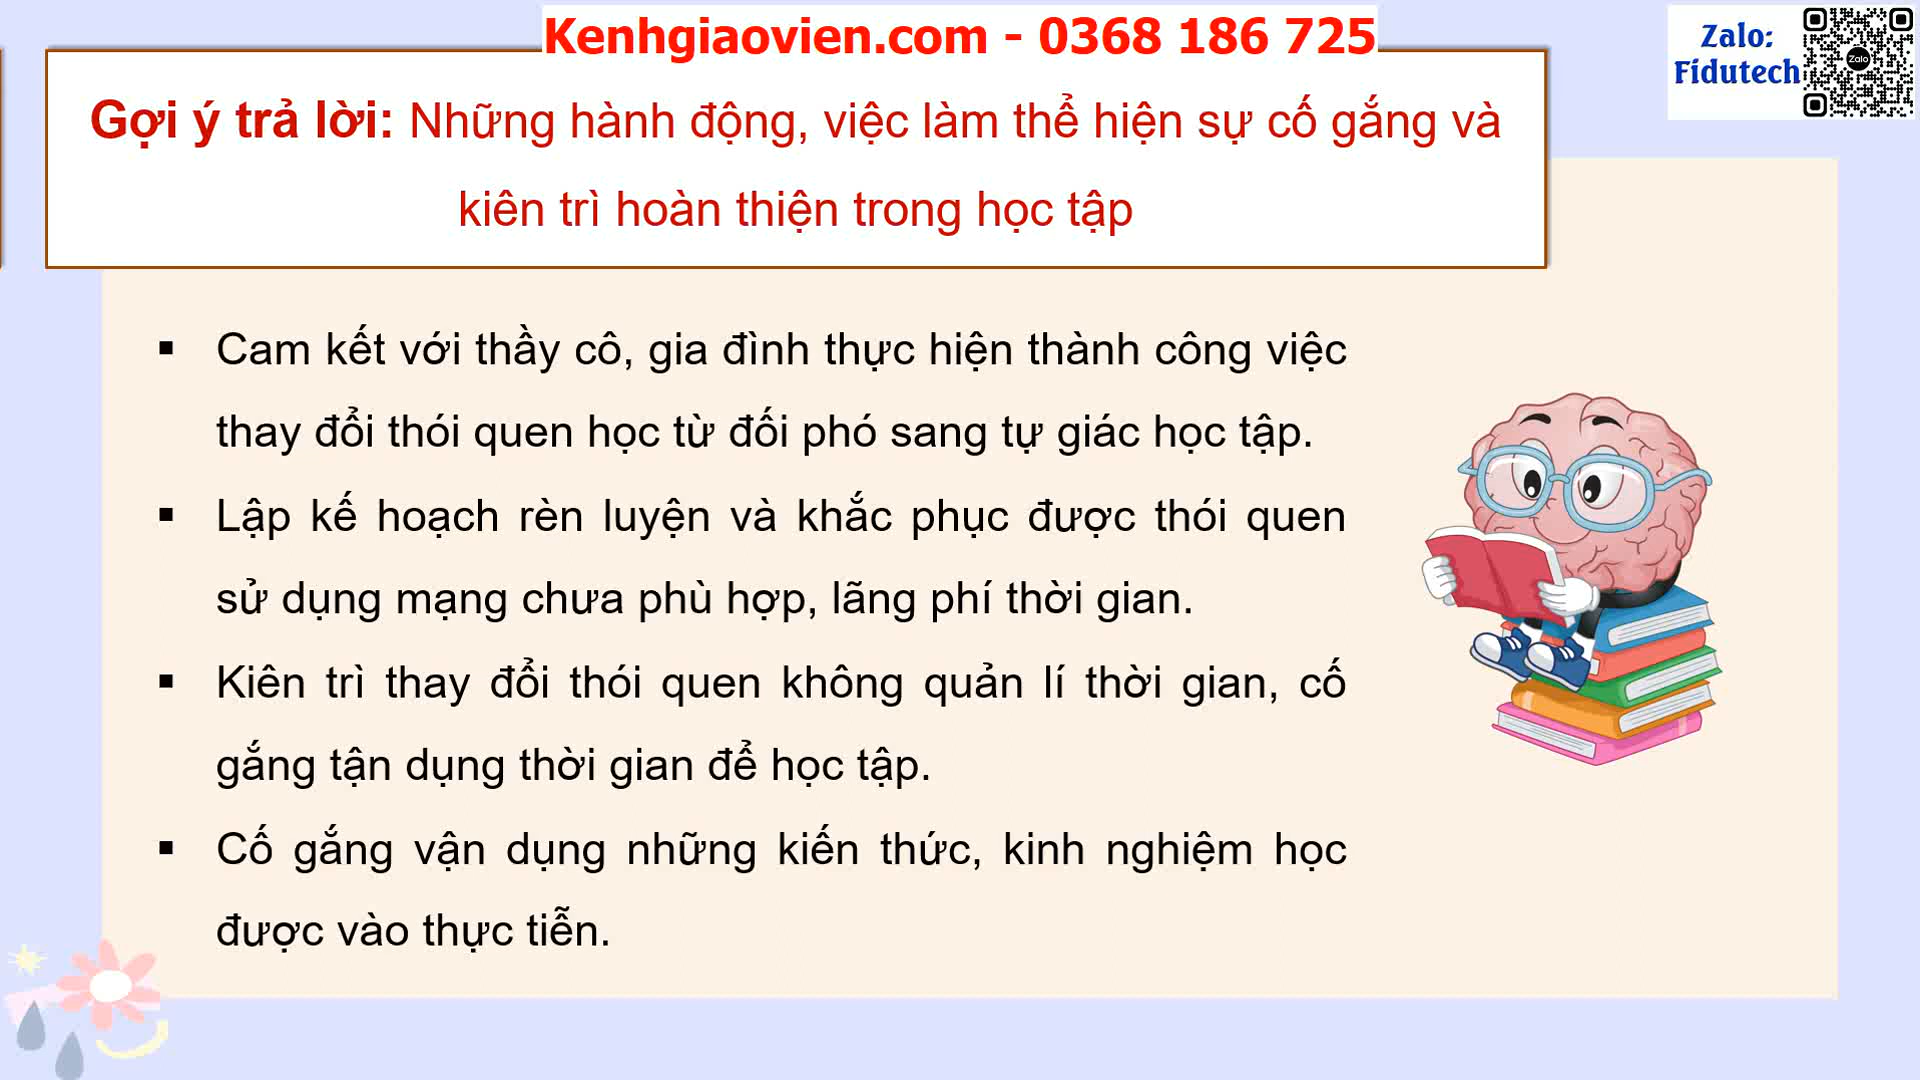 Kenhgiaovien.com - 0368 186 725
Zalo:
Fidutech
Zalo
Gợi ý trả lời: Những hành động, việc làm thể hiện sự cố gắng và
kiên trì hoàn thiện trong học tập
▪ Cam kết với thầy cô, gia đình thực hiện thành công việc
thay đổi thói quen học từ đối phó sang tự giác học tập.
▪ Lập kế hoạch rèn luyện và khắc phục được thói quen
sử dụng mạng chưa phù hợp, lãng phí thời gian.
▪ Kiên trì thay đổi thói quen không quản lí thời gian, cố
gắng tận dụng thời gian để học tập.
▪ Cố gắng vận dụng những kiến thức, kinh nghiệm học
được vào thực tiễn.